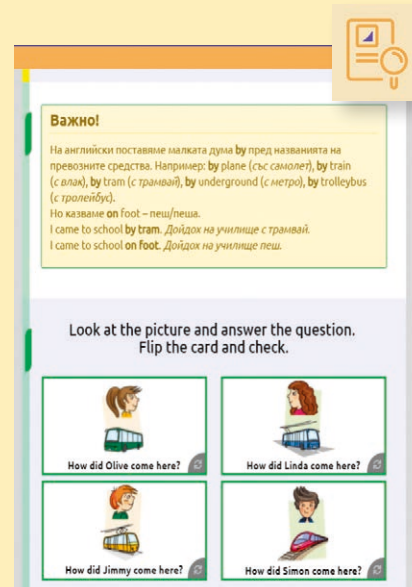 Важно!
На английски поставяме малката дума by пред названията на
превозните средства. Например: by plane (със самолет), by train
(с влак), by tram (с трамвай), by underground (с метро), by trolleybus
(с тролейбус).
Но казваме on foot – пеш/пеша.
I came to school by tram. Дойдох на училище с трамвай.
I came to school on foot. Дойдох на училище пеш.
Look at the picture and answer the question.
Flip the card and check.
How did Olive come here?
How did Linda come here?
How did Jimmy come here?
How did Simon come here?